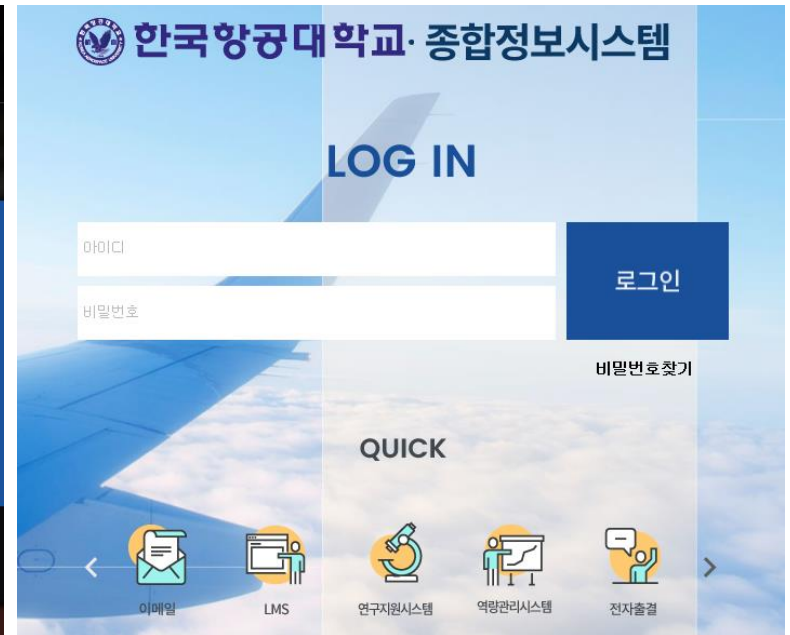 한국항공대학교· 종합정보시스템
LOG IN
아이디
로그인
비밀번호
비밀번호찾기
QUICK
이메일 LMS 연구지원시스템 역량관리시스템 전자출결